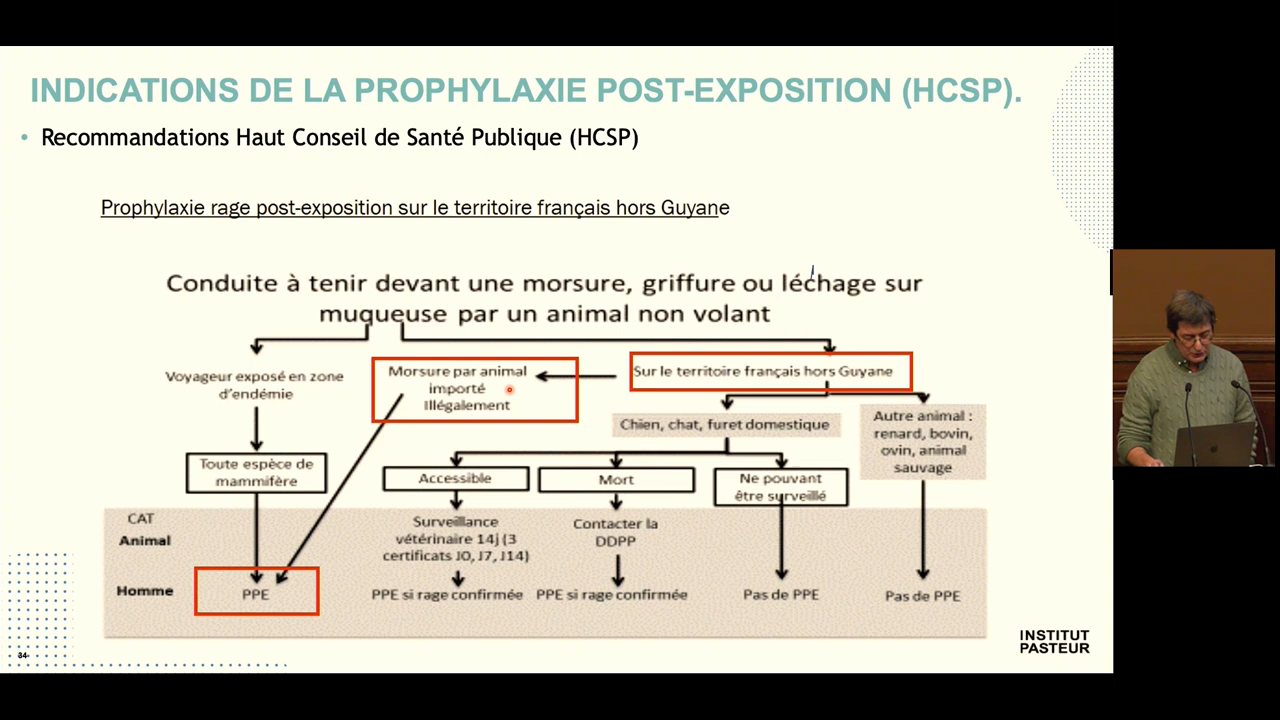 INDICATIONS DE LA PROPHYLAXIE POST-EXPOSITION (HCSP).
• Recommandations Haut Conseil de Santé Publique (HCSP)
Prophylaxie rage post-exposition sur le territoire français hors Guyane
Conduite à tenir devant une morsure, griffure ou léchage sur
muqueuse par un animal non volant
Voyageur exposé en zone
d'endémie
Morsure par animal
importé
Illégalement
Sur le territoire français hors Guyane
Chien, chat, furet domestique
Autre animal :
renard, bovin,
ovin, animal
sauvage
Toute espèce de
mammifère
Accessible
Mort
Ne pouvant
être surveillé
CAT
Animal
Surveillance
vétérinaire 14j (3
certificats J0, J7, J14)
Contacter la
DDPP
Homme
PPE
PPE si rage confirmée
PPE si rage confirmée
Pas de PPE
Pas de PPE
34
INSTITUT
PASTEUR